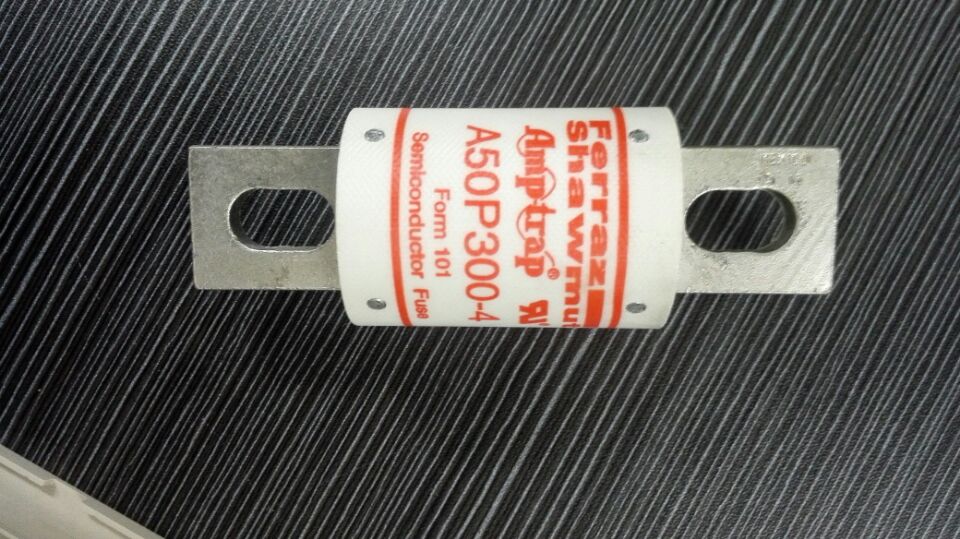 Ferraz
Shawmut
Amp-trap®
A50P300-4
Form 101
Semiconductor Fuse